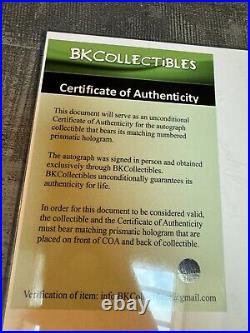 BKCOLLECTIBLES
Certificate of Authenticity
This document will serve as an unconditional
Certificate of Authenticity for the autograph
collectible that bears its matching numbered
prismatic hologram.
The autograph was signed in person and obtained
exclusively through BKCollectibles.
BKCollectibles unconditionally guarantees its
authenticity for life.
In order for this document to be considered valid,
the collectible and the Certificate of Authenticity
must bear matching prismatic hologram that are
placed on front of COA and back of collectible.
Verification of item: